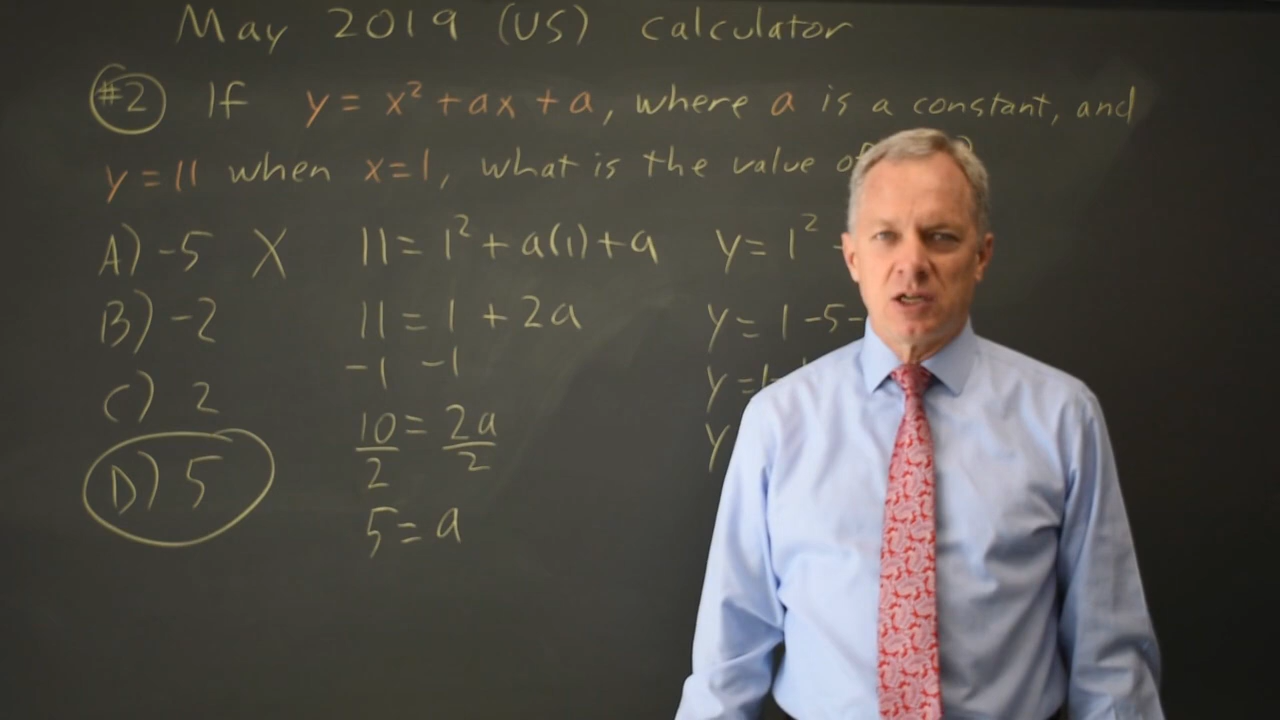 May 2019 (US) calculator
#2 If y = x² + ax + a, where a is a constant, and
y = 11 when x = 1, what is the value of
A) -5 X 11 = 1² + a(1) + a y = 1² -
B) -2 11 = 1 + 2a y = 1 -5 -
-1 -1
C) 2 y = 1 -
10/2 = 2a/2 y
D) 5
5 = a